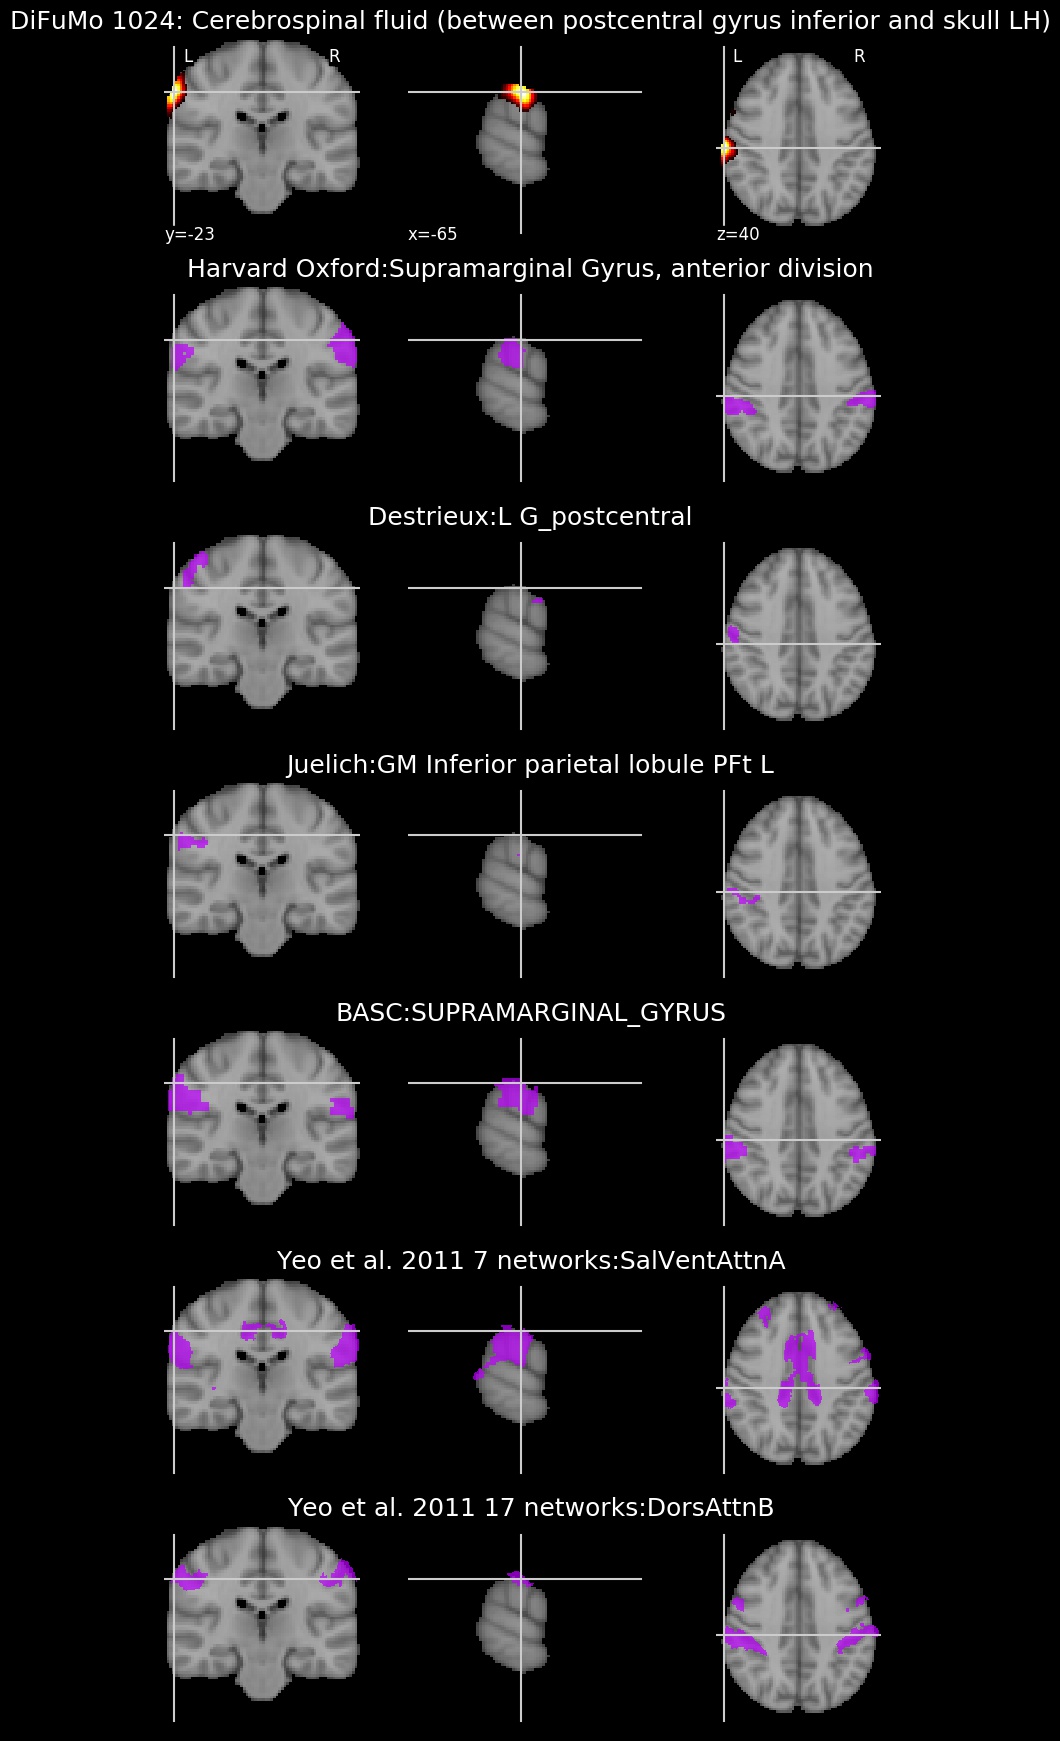 DiFuMo 1024: Cerebrospinal fluid (between postcentral gyrus inferior and skull LH)
L R L R
y=-23 x=-65 z=40
Harvard Oxford:Supramarginal Gyrus, anterior division
Destrieux:L G_postcentral
Juelich:GM Inferior parietal lobule PFt L
BASC:SUPRAMARGINAL_GYRUS
Yeo et al. 2011 7 networks:SalVentAttnA
Yeo et al. 2011 17 networks:DorsAttnB